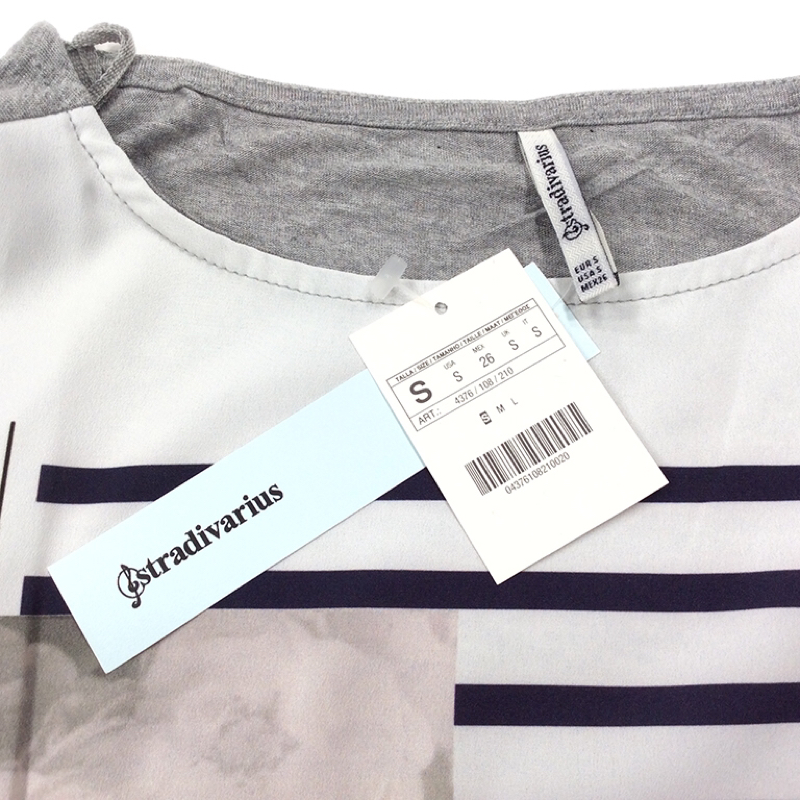 stradivarius
EUR S
USA S
MEX 26
TALLA / SIZE / TAMANHO / TAILLE / MAAT / ΜΕΓΕΘΟΣ
USA MEX UK IT
S S 26 S S
ART.: 4376 / 108 / 210
S M L
04376108210020
stradivarius